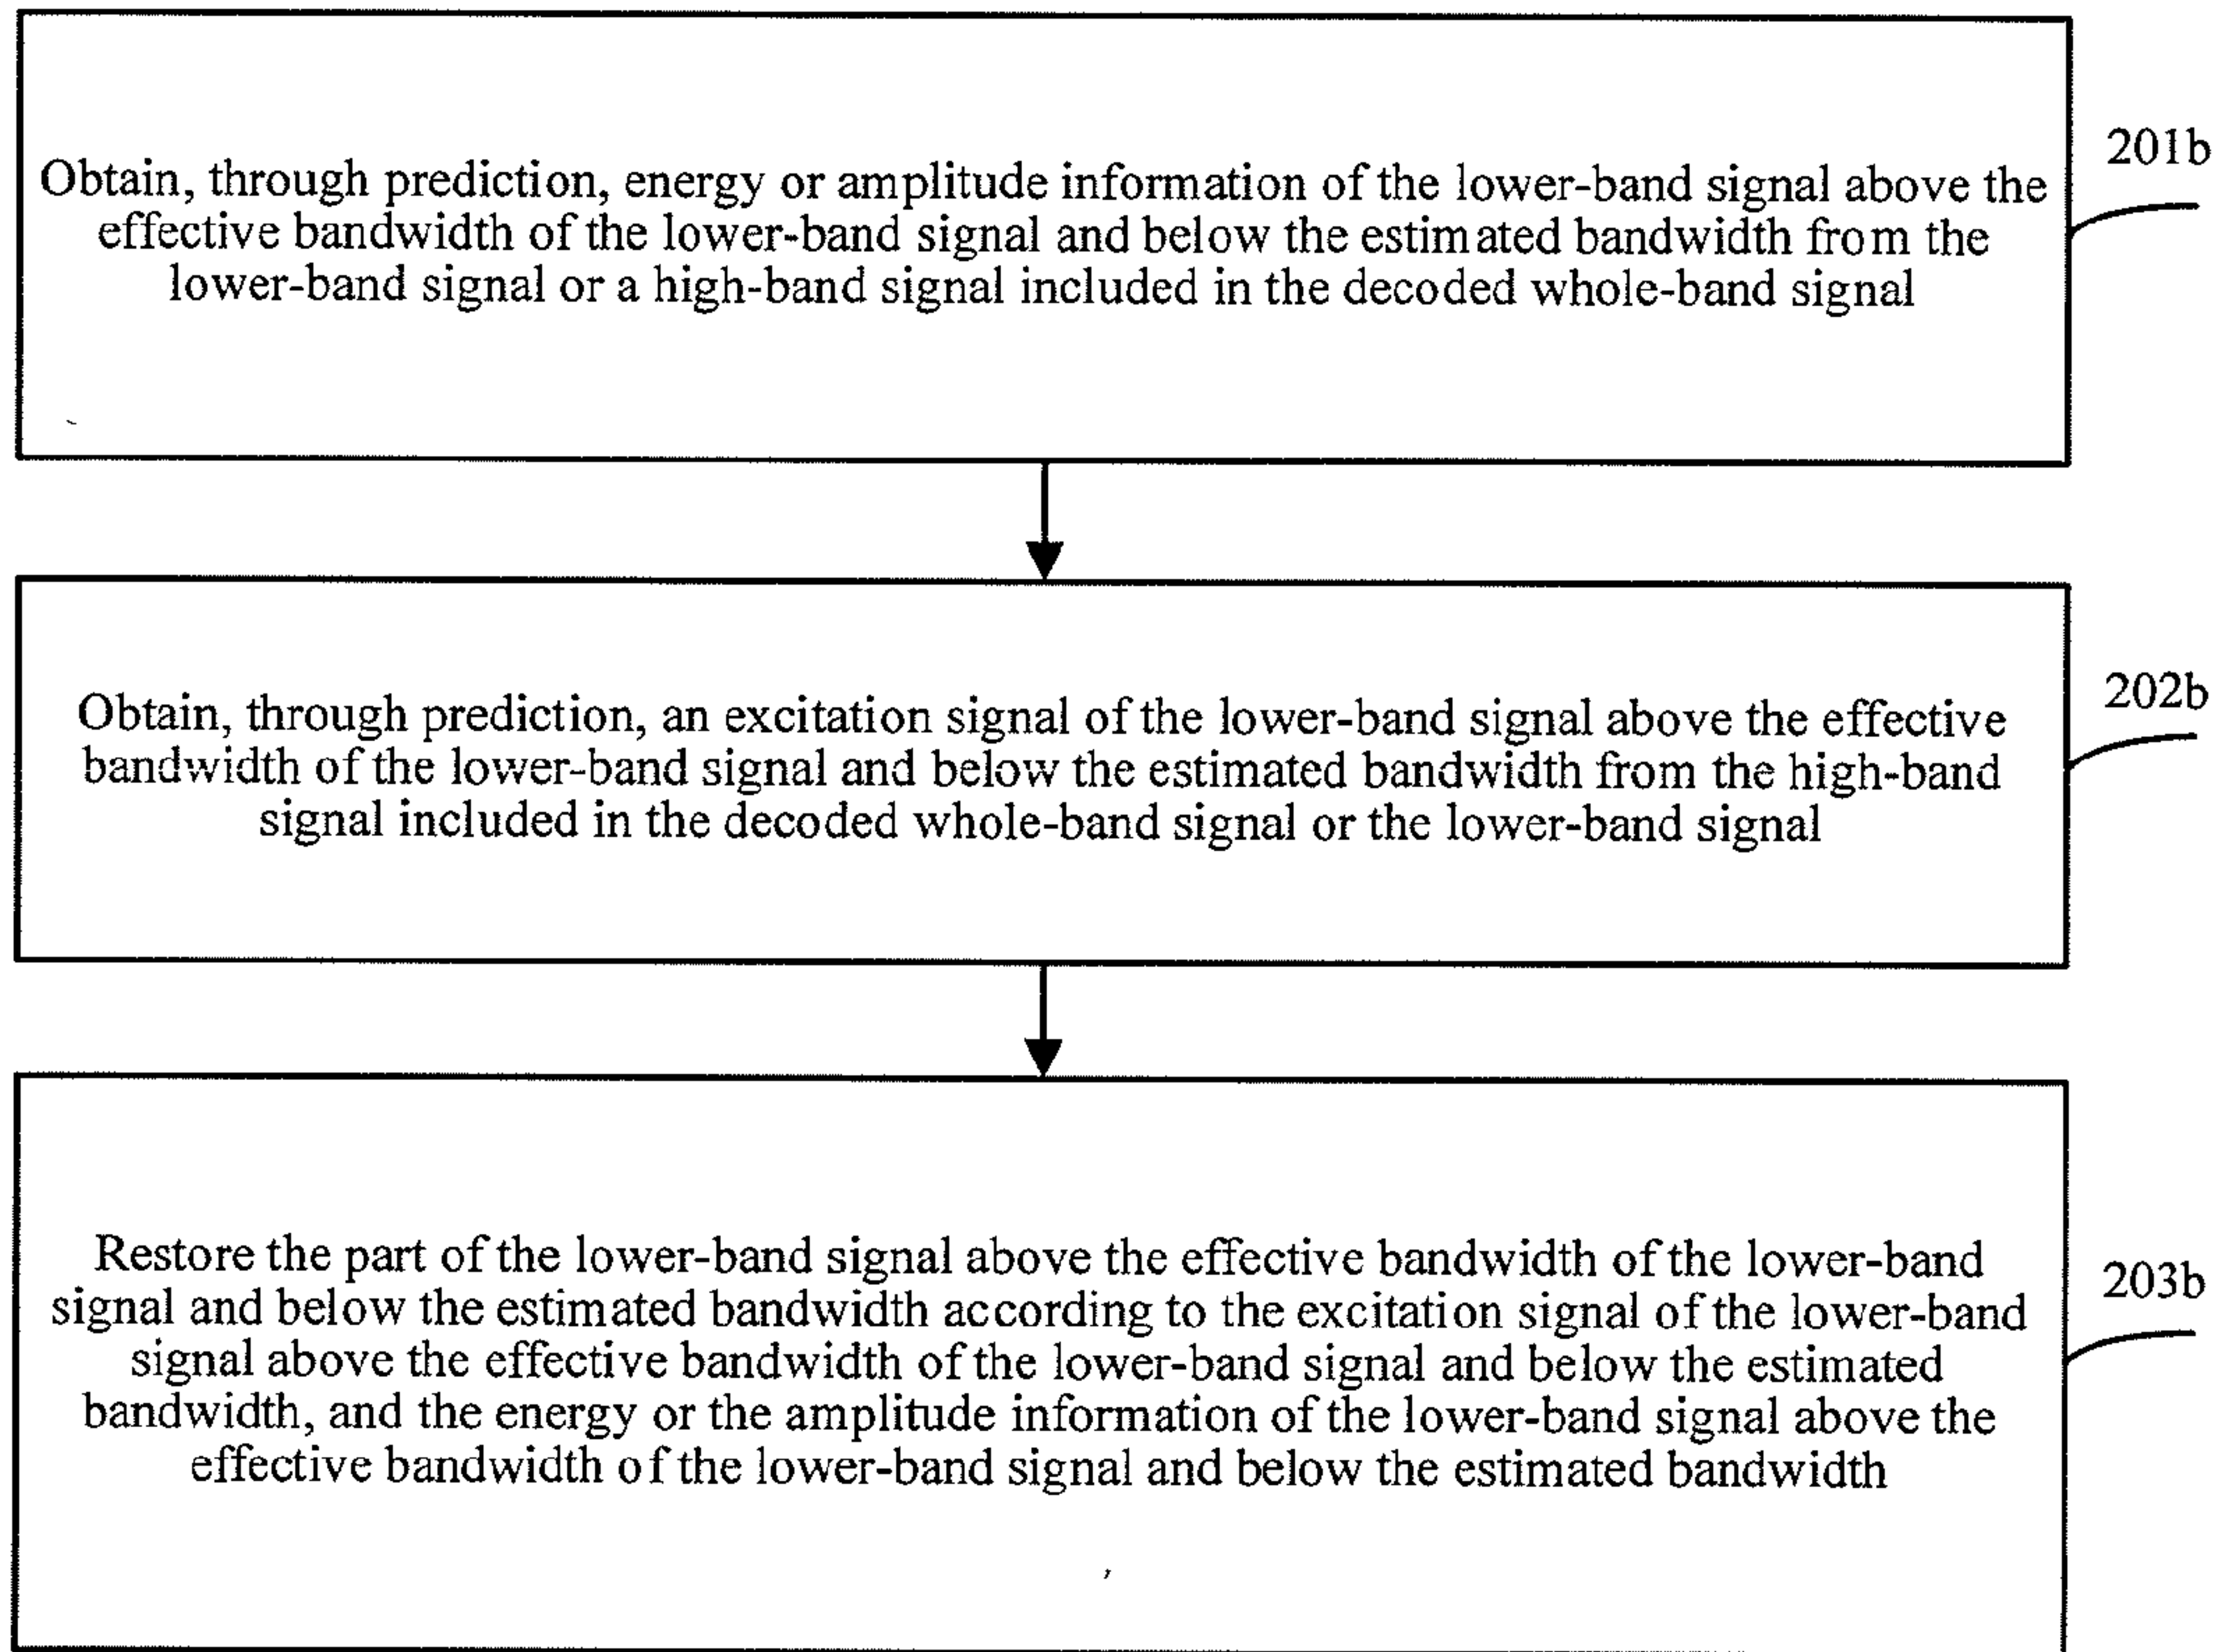 Obtain, through prediction, energy or amplitude information of the lower-band signal above the
effective bandwidth of the lower-band signal and below the estimated bandwidth from the
lower-band signal or a high-band signal included in the decoded whole-band signal
201b
Obtain, through prediction, an excitation signal of the lower-band signal above the effective
bandwidth of the lower-band signal and below the estimated bandwidth from the high-band
signal included in the decoded whole-band signal or the lower-band signal
202b
Restore the part of the lower-band signal above the effective bandwidth of the lower-band
signal and below the estimated bandwidth according to the excitation signal of the lower-band
signal above the effective bandwidth of the lower-band signal and below the estimated
bandwidth, and the energy or the amplitude information of the lower-band signal above the
effective bandwidth of the lower-band signal and below the estimated bandwidth
203b